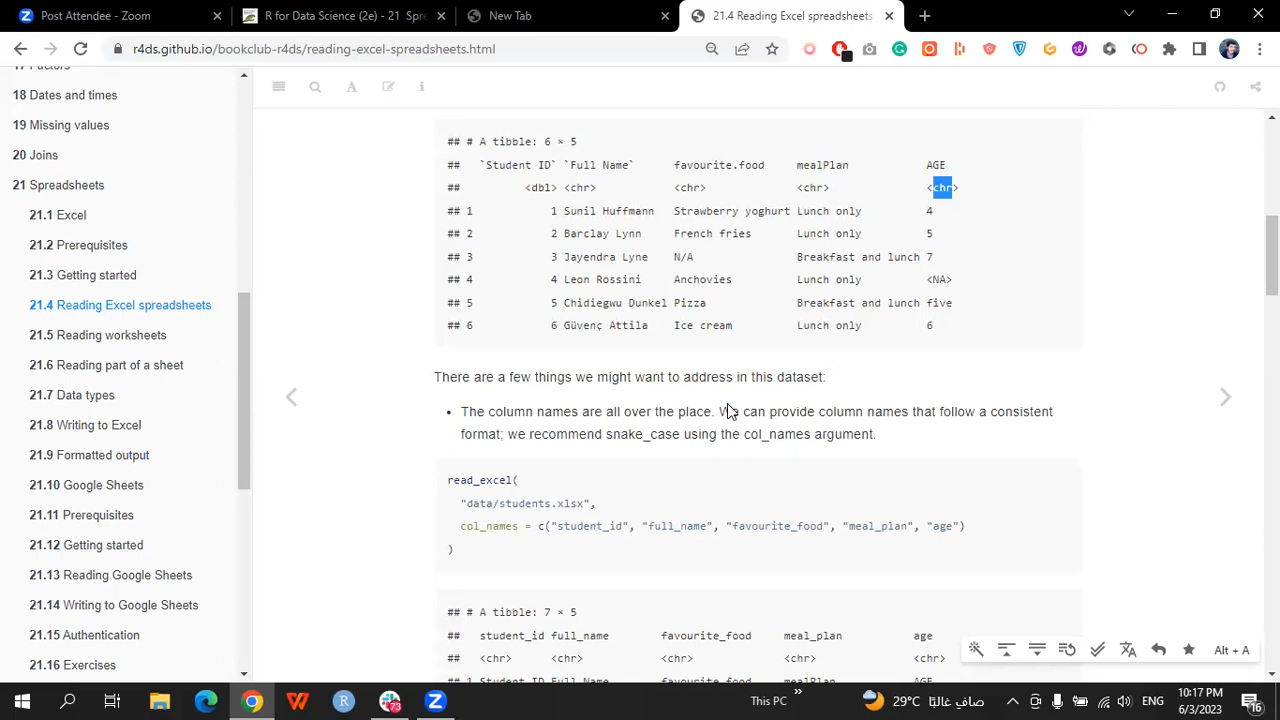 Post Attendee - Zoom
R for Data Science (2e) - 21 Sp
New Tab
21.4 Reading Excel spreadsheets
r4ds.github.io/bookclub-r4ds/reading-excel-spreadsheets.html
18 Dates and times
19 Missing values
20 Joins
21 Spreadsheets
21.1 Excel
21.2 Prerequisites
21.3 Getting started
21.4 Reading Excel spreadsheets
21.5 Reading worksheets
21.6 Reading part of a sheet
21.7 Data types
21.8 Writing to Excel
21.9 Formatted output
21.10 Google Sheets
21.11 Prerequisites
21.12 Getting started
21.13 Reading Google Sheets
21.14 Writing to Google Sheets
21.15 Authentication
21.16 Exercises
## # A tibble: 6 × 5
## `Student ID` `Full Name` favourite.food mealPlan AGE
## <dbl> <chr> <chr> <chr> <chr>
## 1 1 Sunil Huffmann Strawberry yoghurt Lunch only 4
## 2 2 Barclay Lynn French fries Lunch only 5
## 3 3 Jayendra Lyne N/A Breakfast and lunch 7
## 4 4 Leon Rossini Anchovies Lunch only <NA>
## 5 5 Chidiegwu Dunkel Pizza Breakfast and lunch five
## 6 6 Güvenç Attila Ice cream Lunch only 6
There are a few things we might want to address in this dataset:
• The column names are all over the place. We can provide column names that follow a consistent
format; we recommend snake_case using the col_names argument.
read_excel(
"data/students.xlsx",
col_names = c("student_id", "full_name", "favourite_food", "meal_plan", "age")
)
## # A tibble: 7 × 5
## student_id full_name favourite_food meal_plan age
## <chr> <chr> <chr> <chr> <chr>
Alt + A
73
This PC
29°C صافٍ غالبًا
ENG
10:17 PM
6/3/2023
16